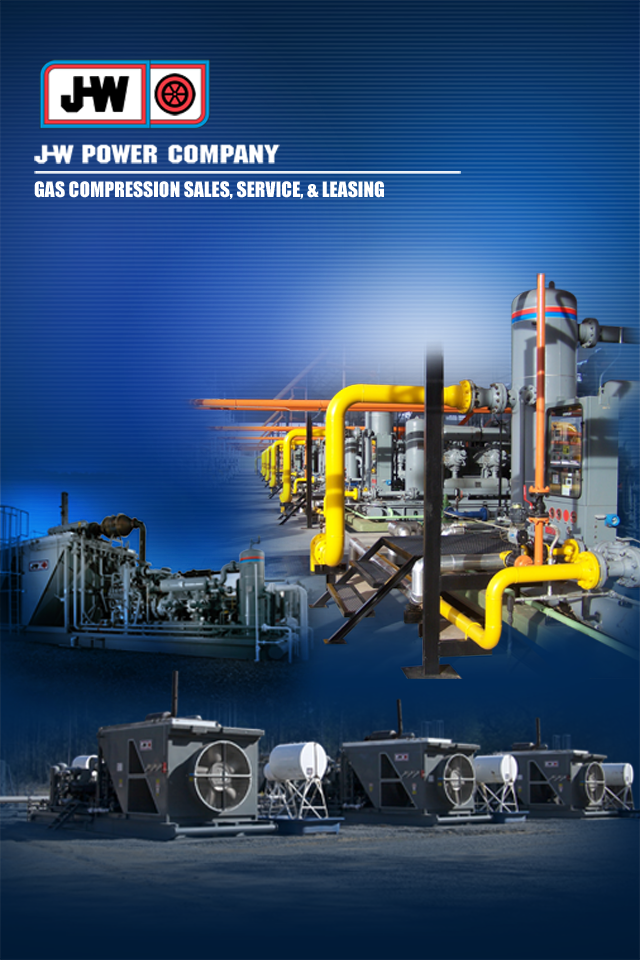 J-W
J-W POWER COMPANY
GAS COMPRESSION SALES, SERVICE, & LEASING